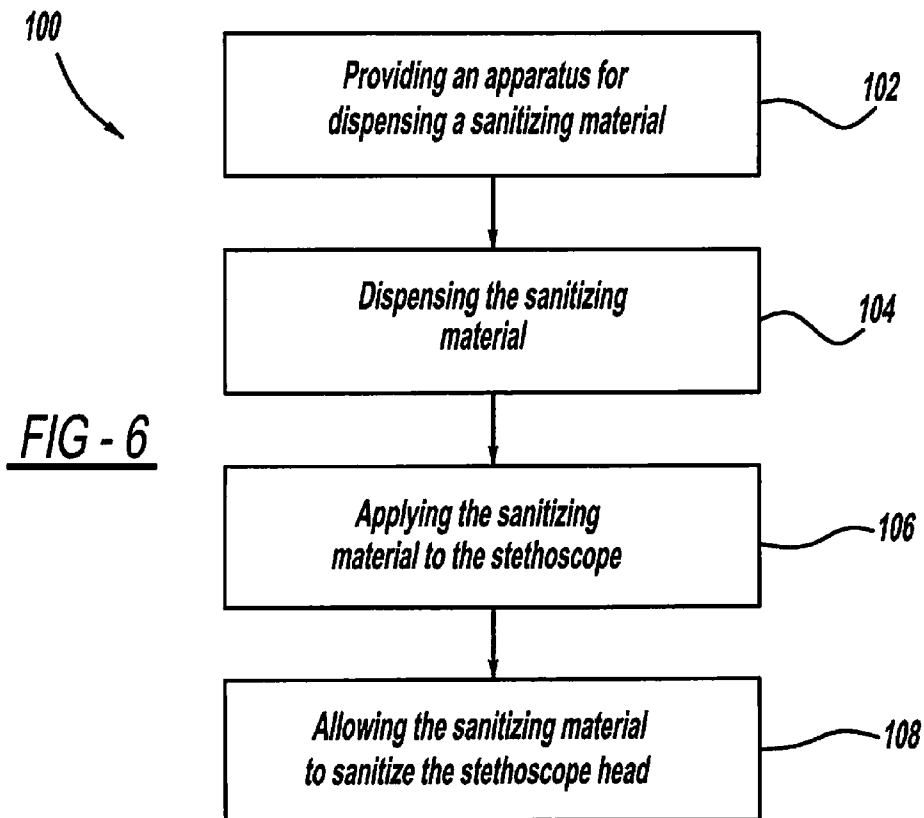 100
Providing an apparatus for
dispensing a sanitizing material
102
Dispensing the sanitizing
material
104
FIG - 6
Applying the sanitizing
material to the stethoscope
106
Allowing the sanitizing material
to sanitize the stethoscope head
108